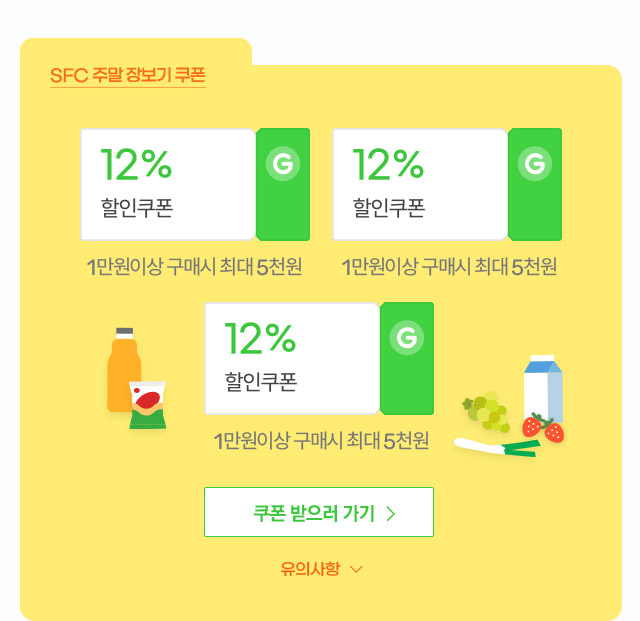 SFC 주말 장보기 쿠폰
12%
할인쿠폰
G
1만원이상 구매시 최대 5천원
12%
할인쿠폰
G
1만원이상 구매시 최대 5천원
12%
할인쿠폰
G
1만원이상 구매시 최대 5천원
쿠폰 받으러 가기
유의사항